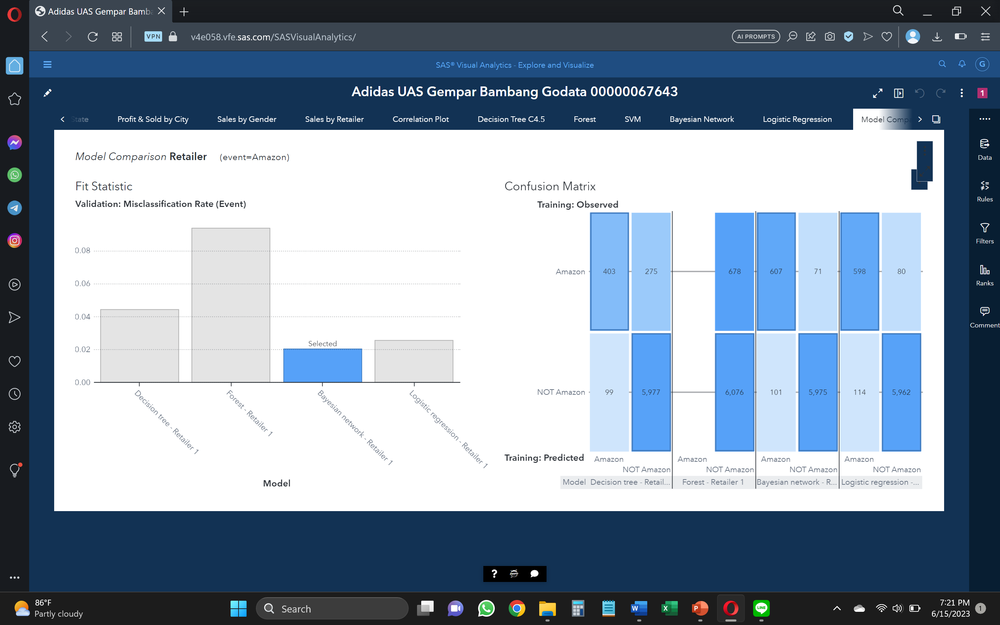 Adidas UAS Gempar Bamba
VPN
v4e058.vfe.sas.com/SASVisualAnalytics/
AI PROMPTS
SAS® Visual Analytics - Explore and Visualize
G
Adidas UAS Gempar Bambang Godata 00000067643
1
State
Profit & Sold by City
Sales by Gender
Sales by Retailer
Correlation Plot
Decision Tree C4.5
Forest
SVM
Bayesian Network
Logistic Regression
Model Compa
Data
Rules
Filters
Ranks
Comment
Model Comparison Retailer (event=Amazon)
Fit Statistic
Validation: Misclassification Rate (Event)
0.08
0.06
0.04
0.02
0.00
Selected
Decision tree - Retailer 1
Forest - Retailer 1
Bayesian network - Retailer 1
Logistic regression - Retailer 1
Model
Confusion Matrix
Training: Observed
Amazon 403 275 678 607 71 598 80
NOT Amazon 99 5,977 6,076 101 5,975 114 5,962
Training: Predicted
Amazon Amazon Amazon Amazon
NOT Amazon NOT Amazon NOT Amazon NOT Amazon
Model Decision tree - Retail... Forest - Retailer 1 Bayesian network - R... Logistic regression -...
?
jupyter
86°F
Partly cloudy
Search
W
X
P
LINE
7:21 PM
6/15/2023
1